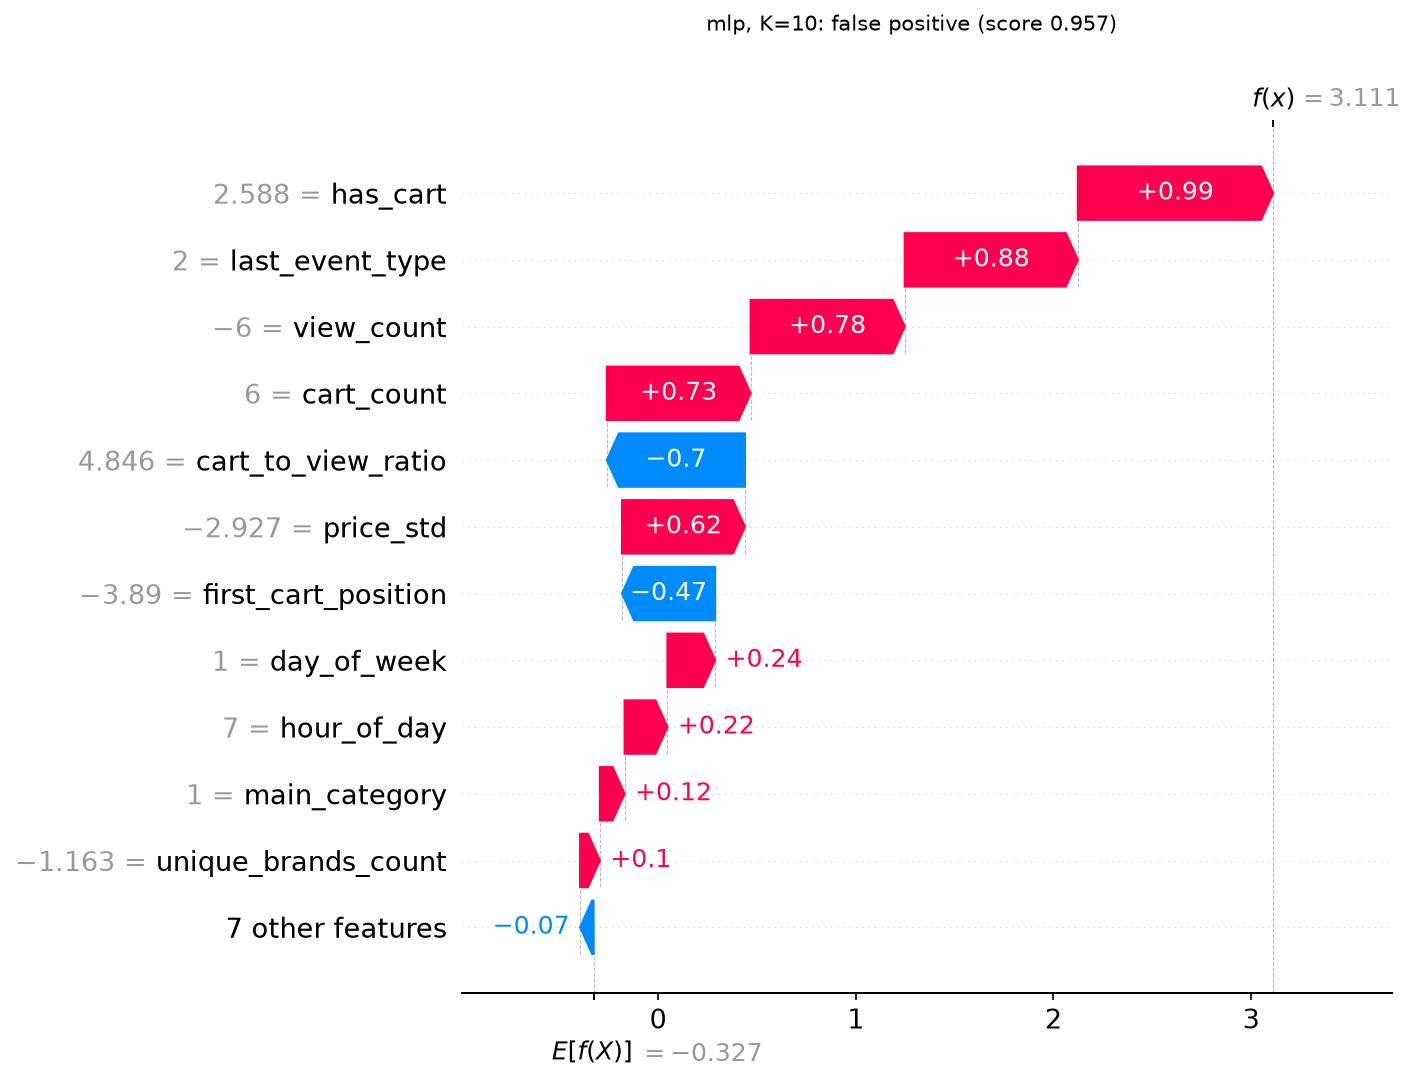 mlp, K=10: false positive (score 0.957)
f(x) = 3.111
2.588 = has_cart +0.99
2 = last_event_type +0.88
−6 = view_count +0.78
6 = cart_count +0.73
4.846 = cart_to_view_ratio −0.7
−2.927 = price_std +0.62
−3.89 = first_cart_position −0.47
1 = day_of_week +0.24
7 = hour_of_day +0.22
1 = main_category +0.12
−1.163 = unique_brands_count +0.1
7 other features −0.07
0 1 2 3
E[f(X)] = −0.327